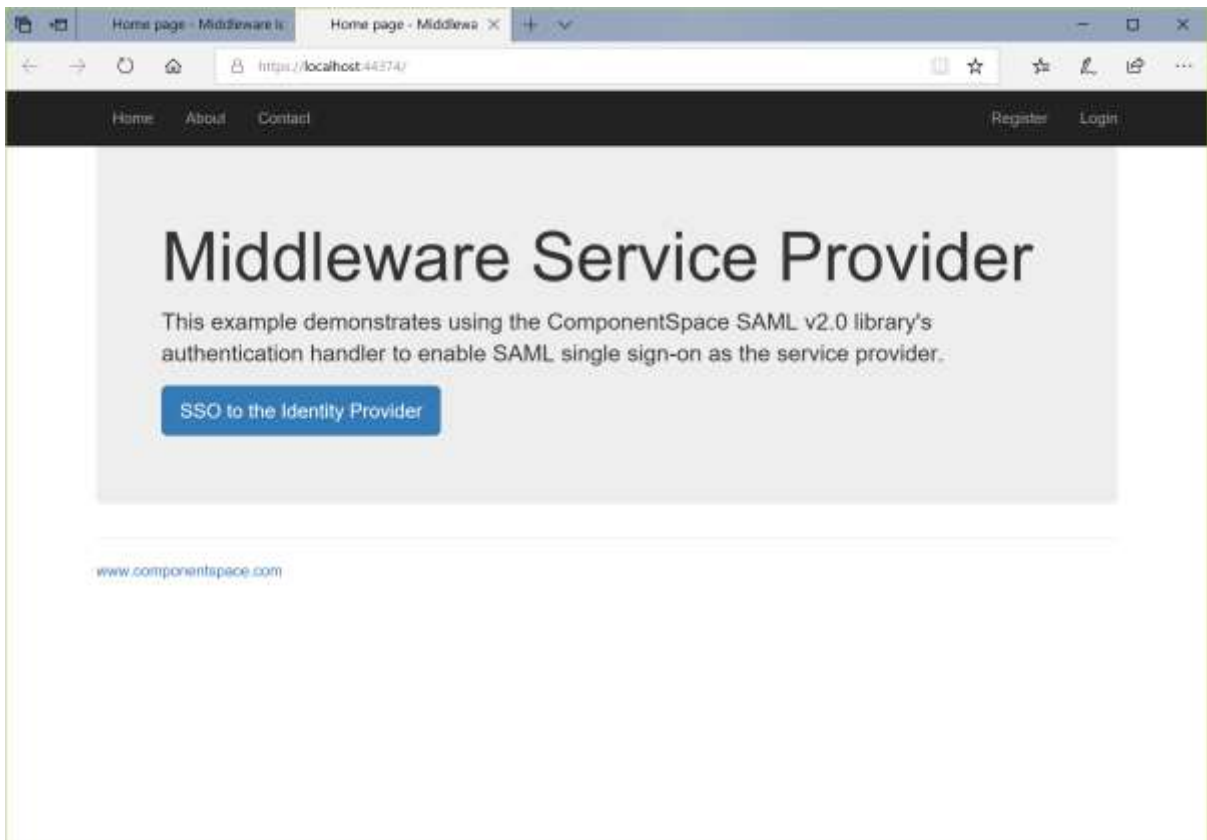 Home page - Middleware Id
Home page - Middlewa
https://localhost:44374/
Home About Contact Register Login
Middleware Service Provider
This example demonstrates using the ComponentSpace SAML v2.0 library's
authentication handler to enable SAML single sign-on as the service provider.
SSO to the Identity Provider
www.componentspace.com